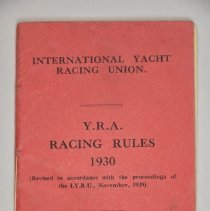 INTERNATIONAL YACHT
RACING UNION.
Y.R.A.
RACING RULES
1930
(Revised in accordance with the proceedings of
the I.Y.R.U., November, 1929).